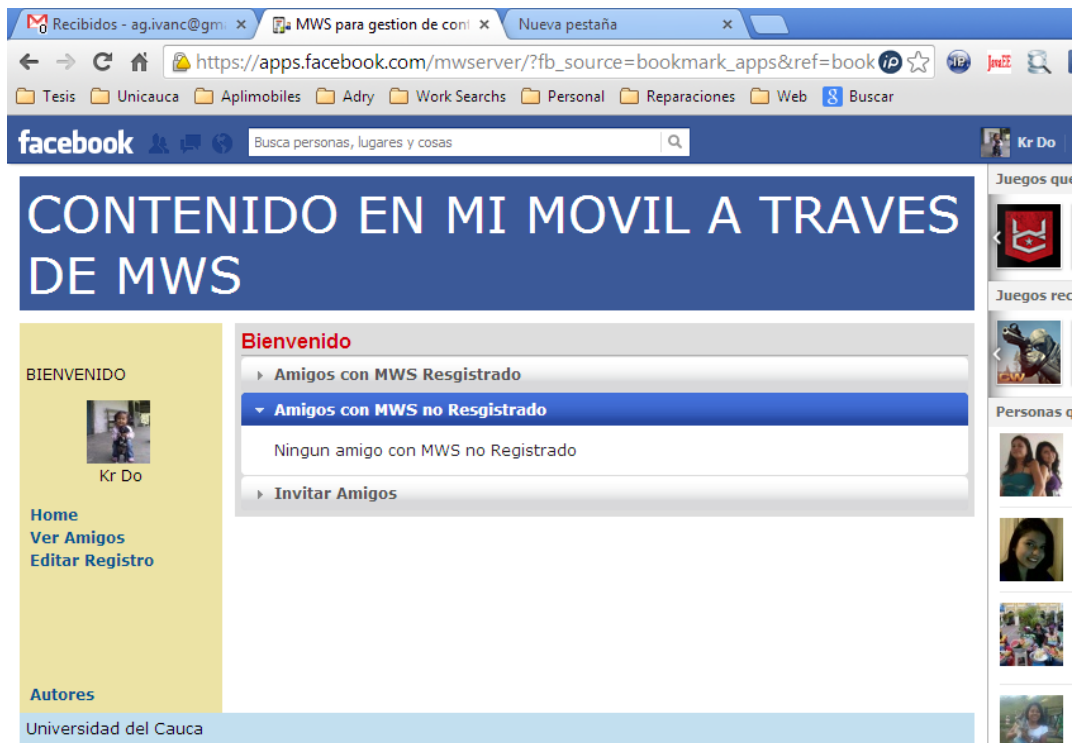 Recibidos - ag.ivanc@gm
MWS para gestion de con
Nueva pestaña
https://apps.facebook.com/mwserver/?fb_source=bookmark_apps&ref=book
Tesis Unicauca Aplimobiles Adry Work Searchs Personal Reparaciones Web Buscar
facebook
Busca personas, lugares y cosas
Kr Do
CONTENIDO EN MI MOVIL A TRAVES
DE MWS
Juegos que
Juegos rec
Personas q
BIENVENIDO
Kr Do
Home
Ver Amigos
Editar Registro
Autores
Bienvenido
Amigos con MWS Resgistrado
Amigos con MWS no Resgistrado
Ningun amigo con MWS no Registrado
Invitar Amigos
Universidad del Cauca